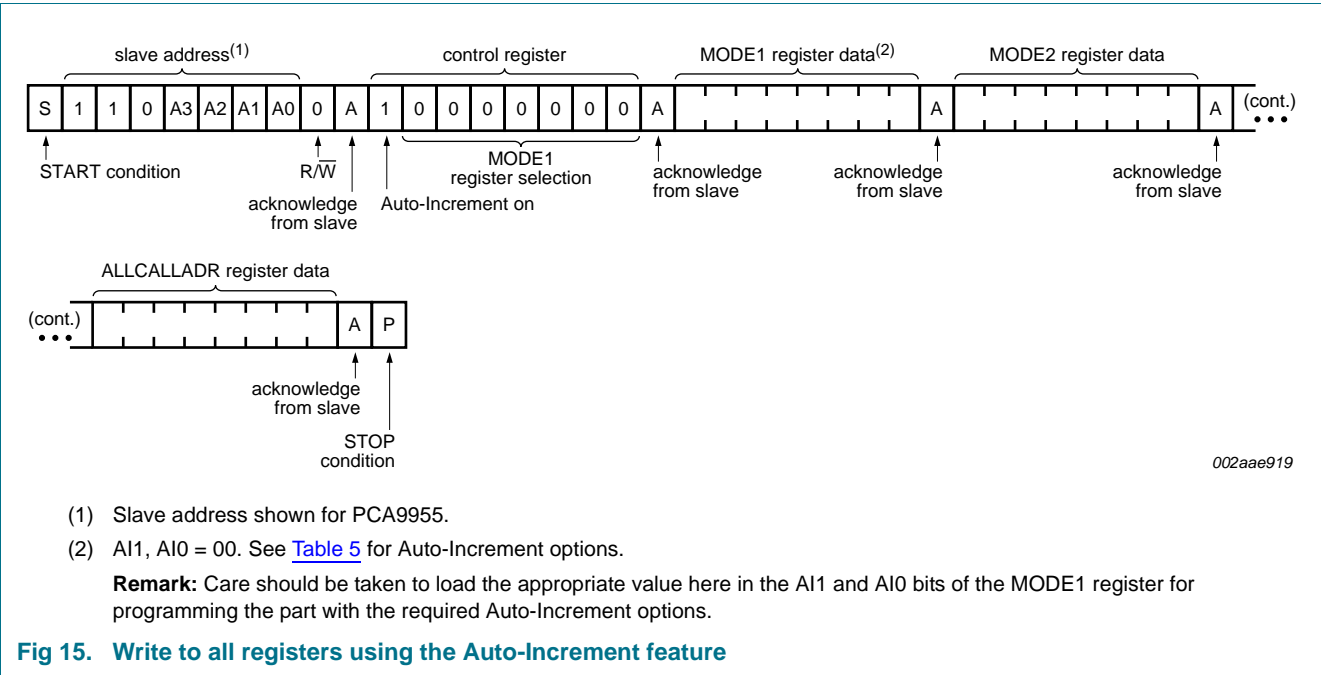 slave address(1) control register MODE1 register data(2) MODE2 register data
S 1 1 0 A3 A2 A1 A0 0 A 1 0 0 0 0 0 0 0 A A A (cont.)
START condition R/W acknowledge from slave Auto-Increment on MODE1 register selection acknowledge from slave acknowledge from slave acknowledge from slave
ALLCALLADR register data
(cont.) A P
acknowledge from slave
STOP condition
002aae919
(1) Slave address shown for PCA9955.
(2) AI1, AI0 = 00. See Table 5 for Auto-Increment options.
Remark: Care should be taken to load the appropriate value here in the AI1 and AI0 bits of the MODE1 register for
programming the part with the required Auto-Increment options.
Fig 15. Write to all registers using the Auto-Increment feature